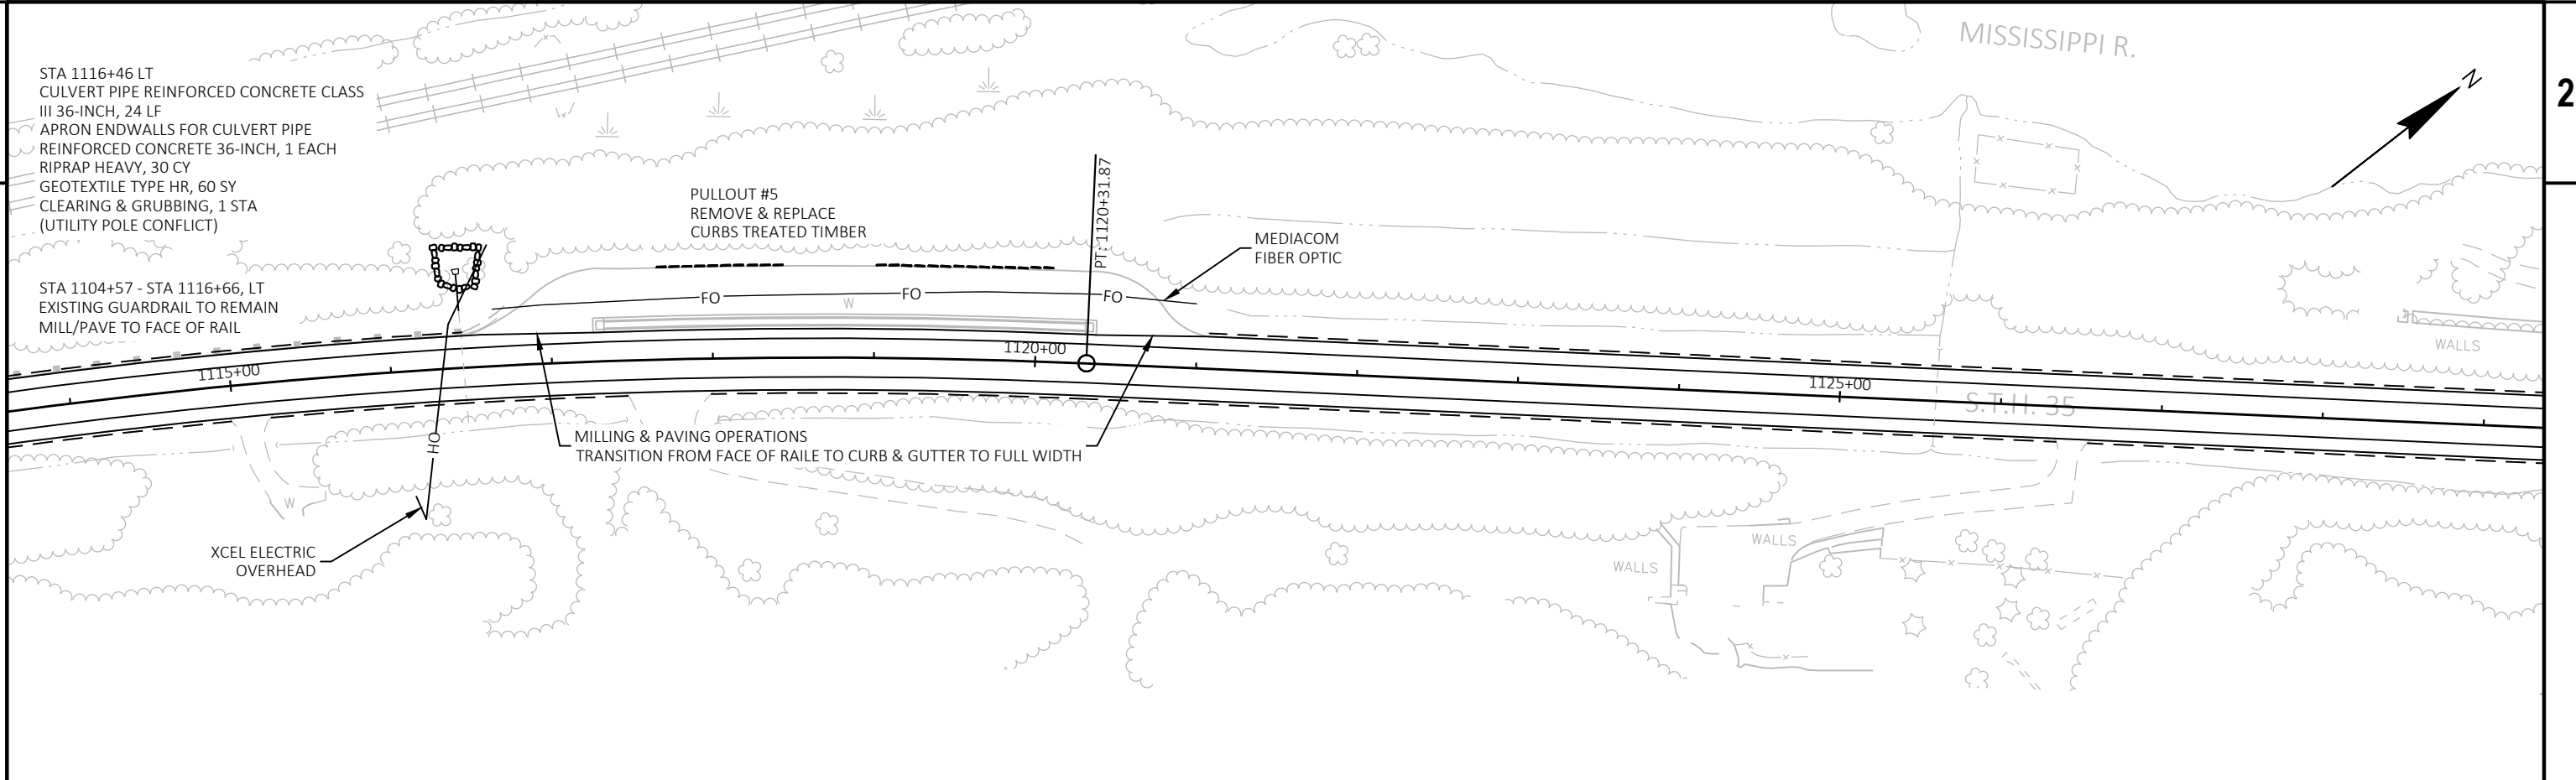 MISSISSIPPI R.
N
2
STA 1116+46 LT
CULVERT PIPE REINFORCED CONCRETE CLASS
III 36-INCH, 24 LF
APRON ENDWALLS FOR CULVERT PIPE
REINFORCED CONCRETE 36-INCH, 1 EACH
RIPRAP HEAVY, 30 CY
GEOTEXTILE TYPE HR, 60 SY
CLEARING & GRUBBING, 1 STA
(UTILITY POLE CONFLICT)
PULLOUT #5
REMOVE & REPLACE
CURBS TREATED TIMBER
PT: 1120+31.87
MEDIACOM
FIBER OPTIC
STA 1104+57 - STA 1116+66, LT
EXISTING GUARDRAIL TO REMAIN
MILL/PAVE TO FACE OF RAIL
FO
FO
FO
W
WALLS
1115+00
1120+00
1125+00
S.T.H. 35
OH
MILLING & PAVING OPERATIONS
TRANSITION FROM FACE OF RAILE TO CURB & GUTTER TO FULL WIDTH
W
XCEL ELECTRIC
OVERHEAD
WALLS
WALLS